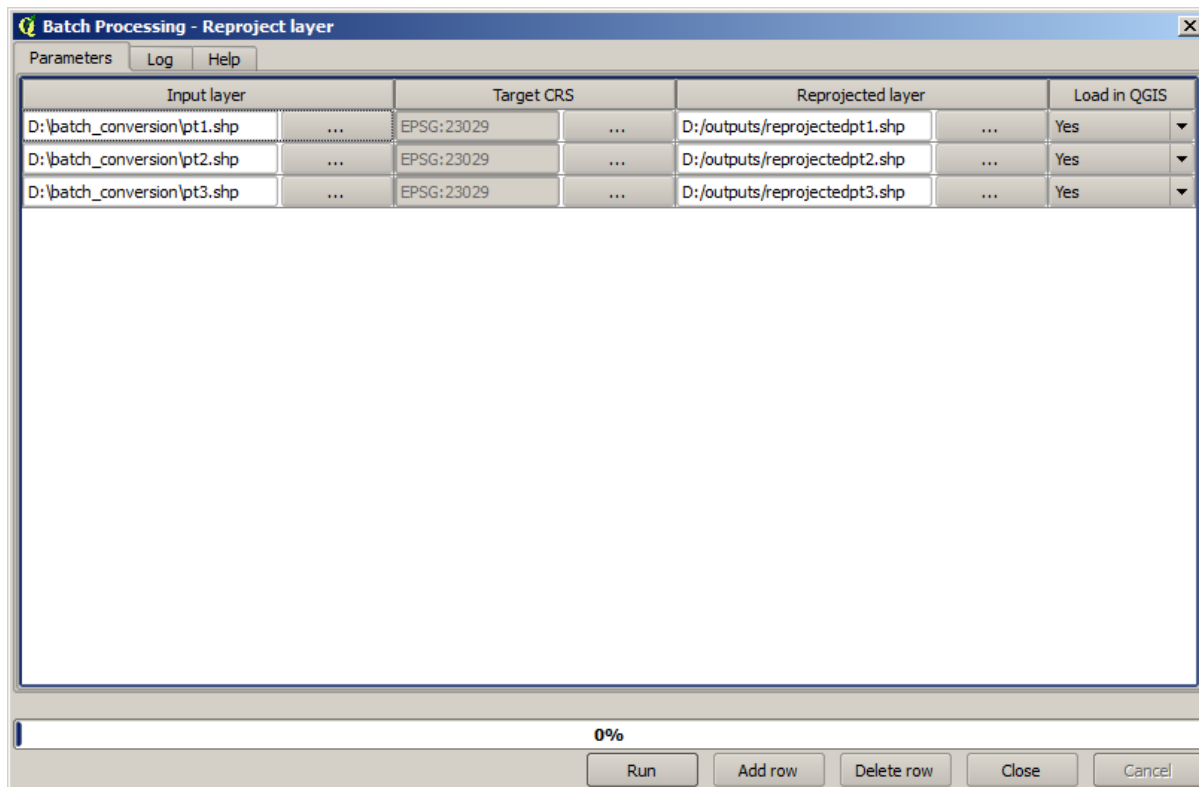 Batch Processing - Reproject layer
Parameters Log Help
Input layer Target CRS Reprojected layer Load in QGIS
D:\batch_conversion\pt1.shp ... EPSG:23029 ... D:/outputs/reprojectedpt1.shp ... Yes
D:\batch_conversion\pt2.shp ... EPSG:23029 ... D:/outputs/reprojectedpt2.shp ... Yes
D:\batch_conversion\pt3.shp ... EPSG:23029 ... D:/outputs/reprojectedpt3.shp ... Yes
0%
Run Add row Delete row Close Cancel